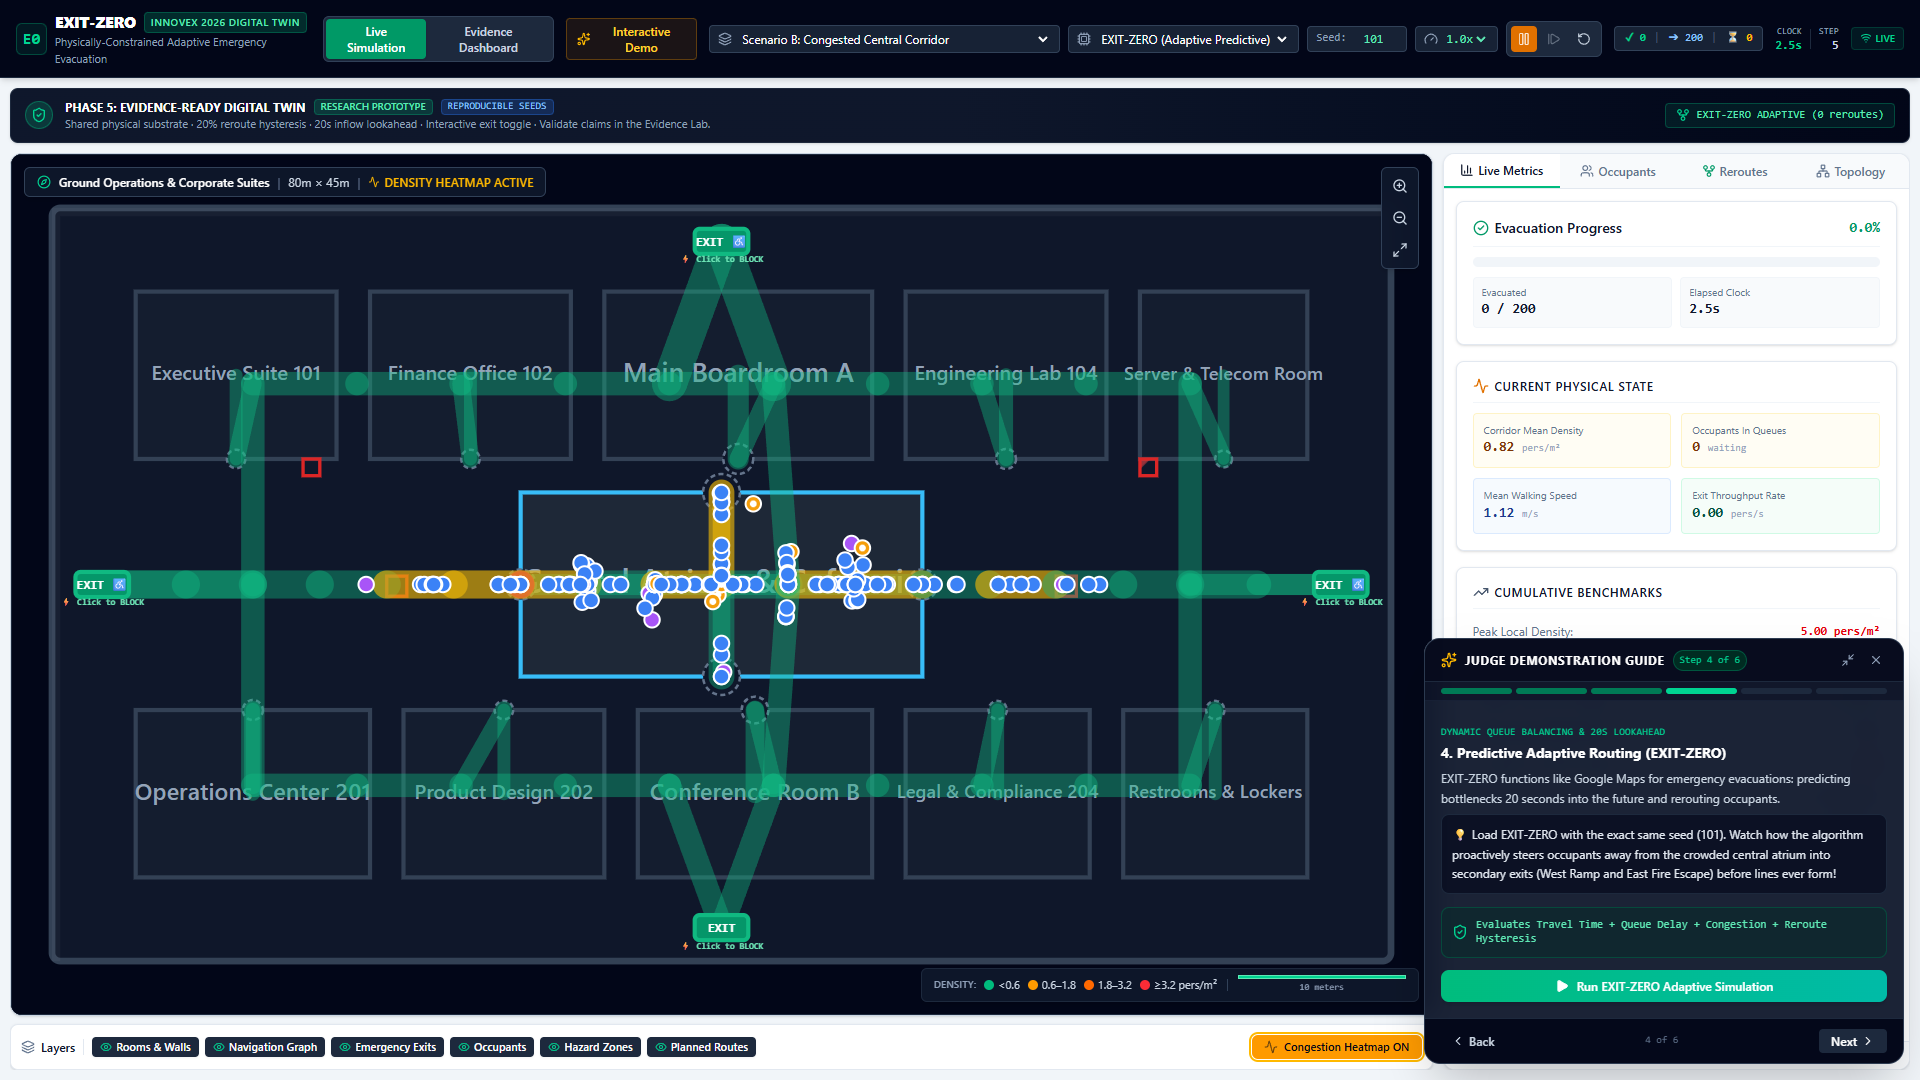 E0
EXIT-ZERO
INNOVEX 2026 DIGITAL TWIN
Physically-Constrained Adaptive Emergency
Evacuation
Live
Simulation
Evidence
Dashboard
Interactive
Demo
Scenario B: Congested Central Corridor
EXIT-ZERO (Adaptive Predictive)
Seed: 101
1.0x
✓ 0 | → 200 | ⏳ 0
CLOCK
2.5s
STEP
5
LIVE
PHASE 5: EVIDENCE-READY DIGITAL TWIN
RESEARCH PROTOTYPE
REPRODUCIBLE SEEDS
Shared physical substrate · 20% reroute hysteresis · 20s inflow lookahead · Interactive exit toggle · Validate claims in the Evidence Lab.
EXIT-ZERO ADAPTIVE (0 reroutes)
Ground Operations & Corporate Suites | 80m × 45m | DENSITY HEATMAP ACTIVE
EXIT
Click to BLOCK
Executive Suite 101
Finance Office 102
Main Boardroom A
Engineering Lab 104
Server & Telecom Room
EXIT
Click to BLOCK
EXIT
Click to BLOCK
Operations Center 201
Product Design 202
Conference Room B
Legal & Compliance 204
Restrooms & Lockers
EXIT
Click to BLOCK
DENSITY: <0.6 0.6–1.8 1.8–3.2 ≥3.2 pers/m²
10 meters
Layers
Rooms & Walls
Navigation Graph
Emergency Exits
Occupants
Hazard Zones
Planned Routes
Congestion Heatmap ON
Live Metrics
Occupants
Reroutes
Topology
Evacuation Progress
0.0%
Evacuated
0 / 200
Elapsed Clock
2.5s
CURRENT PHYSICAL STATE
Corridor Mean Density
0.82 pers/m²
Occupants In Queues
0 waiting
Mean Walking Speed
1.12 m/s
Exit Throughput Rate
0.00 pers/s
CUMULATIVE BENCHMARKS
Peak Local Density:
5.00 pers/m²
JUDGE DEMONSTRATION GUIDE
Step 4 of 6
DYNAMIC QUEUE BALANCING & 20S LOOKAHEAD
4. Predictive Adaptive Routing (EXIT-ZERO)
EXIT-ZERO functions like Google Maps for emergency evacuations: predicting
bottlenecks 20 seconds into the future and rerouting occupants.
💡 Load EXIT-ZERO with the exact same seed (101). Watch how the algorithm
proactively steers occupants away from the crowded central atrium into
secondary exits (West Ramp and East Fire Escape) before lines ever form!
Evaluates Travel Time + Queue Delay + Congestion + Reroute
Hysteresis
Run EXIT-ZERO Adaptive Simulation
Back
4 of 6
Next